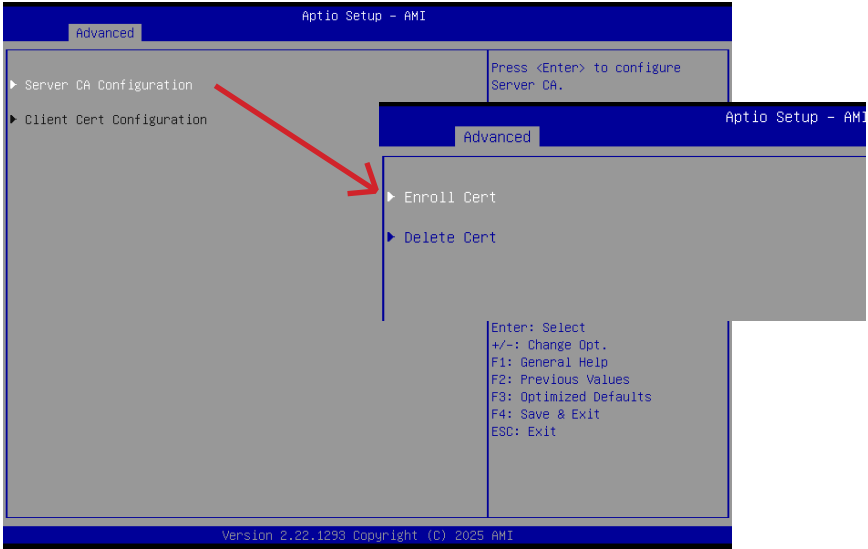 Aptio Setup – AMI
Advanced
▶ Server CA Configuration
▶ Client Cert Configuration
Press <Enter> to configure
Server CA.
Aptio Setup – AMI
Advanced
▶ Enroll Cert
▶ Delete Cert
Enter: Select
+/-: Change Opt.
F1: General Help
F2: Previous Values
F3: Optimized Defaults
F4: Save & Exit
ESC: Exit
Version 2.22.1293 Copyright (C) 2025 AMI